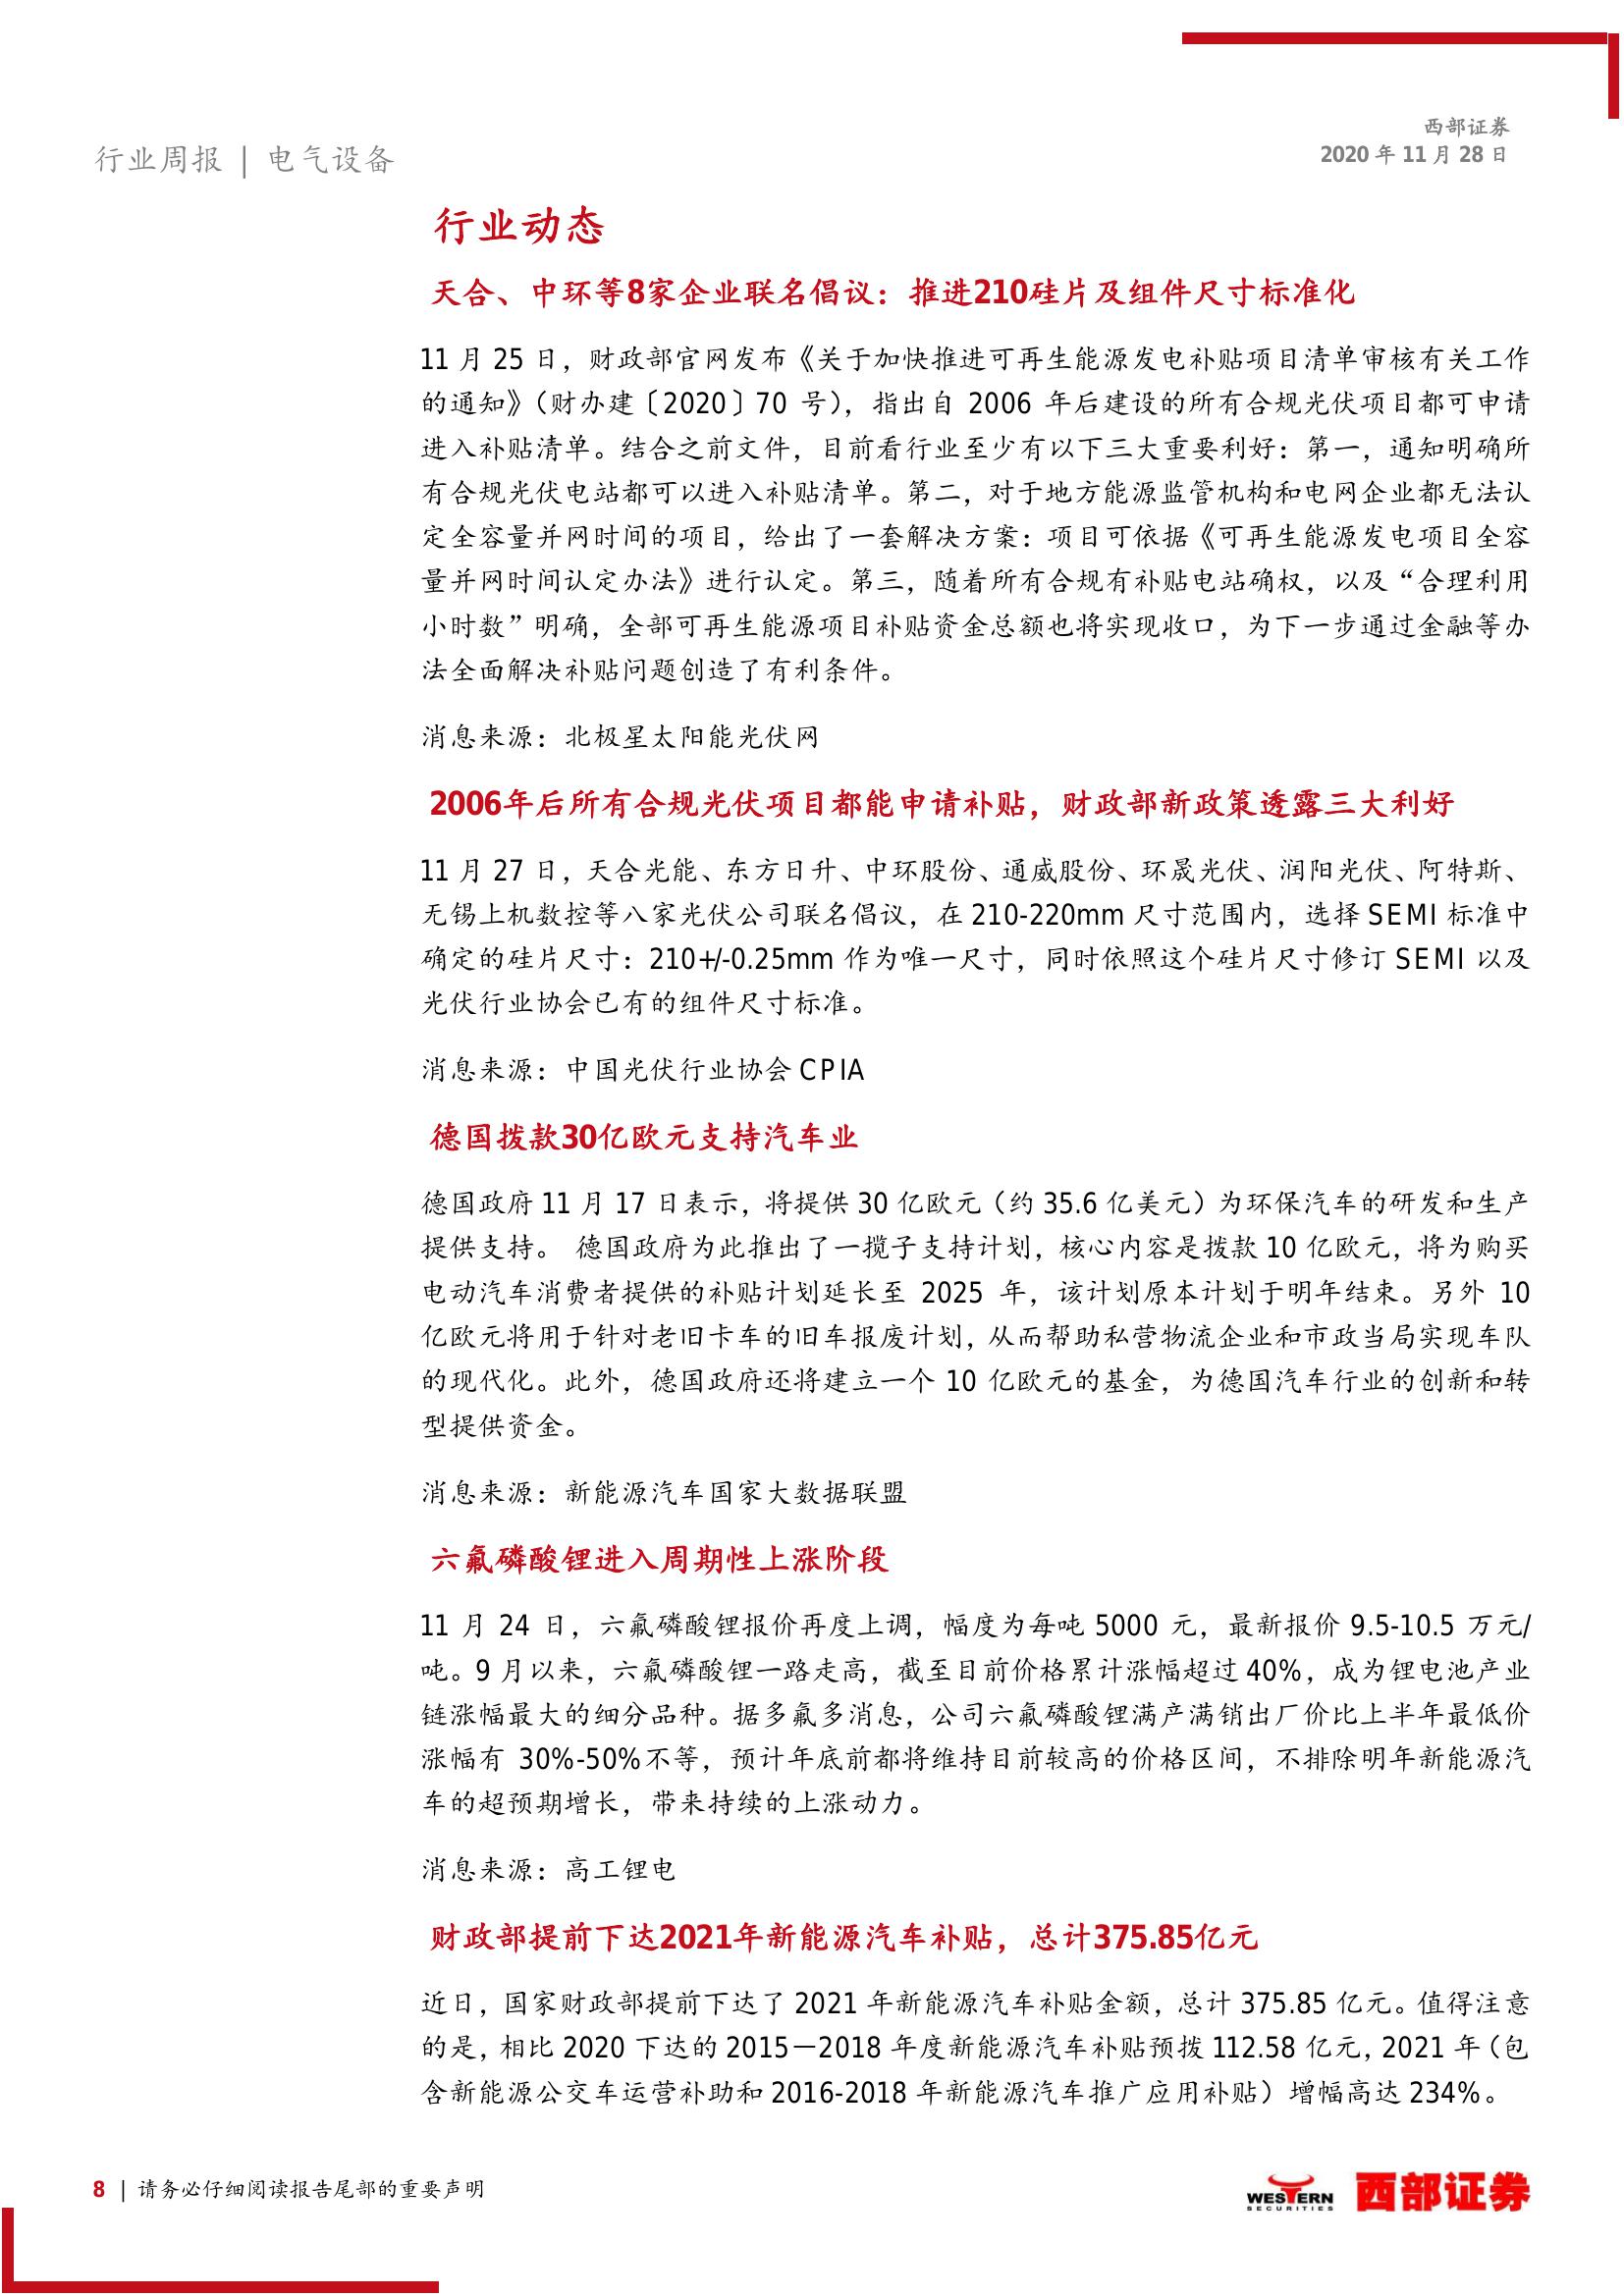 西部证券
2020 年 11 月 28 日
行业周报 | 电气设备
行业动态
天合、中环等8家企业联名倡议：推进210硅片及组件尺寸标准化
11 月 25 日，财政部官网发布《关于加快推进可再生能源发电补贴项目清单审核有关工作
的通知》（财办建〔2020〕70 号），指出自 2006 年后建设的所有合规光伏项目都可申请
进入补贴清单。结合之前文件，目前看行业至少有以下三大重要利好：第一，通知明确所
有合规光伏电站都可以进入补贴清单。第二，对于地方能源监管机构和电网企业都无法认
定全容量并网时间的项目，给出了一套解决方案：项目可依据《可再生能源发电项目全容
量并网时间认定办法》进行认定。第三，随着所有合规有补贴电站确权，以及“合理利用
小时数”明确，全部可再生能源项目补贴资金总额也将实现收口，为下一步通过金融等办
法全面解决补贴问题创造了有利条件。
消息来源：北极星太阳能光伏网
2006年后所有合规光伏项目都能申请补贴，财政部新政策透露三大利好
11 月 27 日，天合光能、东方日升、中环股份、通威股份、环晟光伏、润阳光伏、阿特斯、
无锡上机数控等八家光伏公司联名倡议，在 210-220mm 尺寸范围内，选择 SEMI 标准中
确定的硅片尺寸：210+/-0.25mm 作为唯一尺寸，同时依照这个硅片尺寸修订 SEMI 以及
光伏行业协会已有的组件尺寸标准。
消息来源：中国光伏行业协会 CPIA
德国拨款30亿欧元支持汽车业
德国政府 11 月 17 日表示，将提供 30 亿欧元（约 35.6 亿美元）为环保汽车的研发和生产
提供支持。 德国政府为此推出了一揽子支持计划，核心内容是拨款 10 亿欧元，将为购买
电动汽车消费者提供的补贴计划延长至 2025 年，该计划原本计划于明年结束。另外 10
亿欧元将用于针对老旧卡车的旧车报废计划，从而帮助私营物流企业和市政当局实现车队
的现代化。此外，德国政府还将建立一个 10 亿欧元的基金，为德国汽车行业的创新和转
型提供资金。
消息来源：新能源汽车国家大数据联盟
六氟磷酸锂进入周期性上涨阶段
11 月 24 日，六氟磷酸锂报价再度上调，幅度为每吨 5000 元，最新报价 9.5-10.5 万元/
吨。9 月以来，六氟磷酸锂一路走高，截至目前价格累计涨幅超过 40%，成为锂电池产业
链涨幅最大的细分品种。据多氟多消息，公司六氟磷酸锂满产满销出厂价比上半年最低价
涨幅有 30%-50%不等，预计年底前都将维持目前较高的价格区间，不排除明年新能源汽
车的超预期增长，带来持续的上涨动力。
消息来源：高工锂电
财政部提前下达2021年新能源汽车补贴，总计375.85亿元
近日，国家财政部提前下达了 2021 年新能源汽车补贴金额，总计 375.85 亿元。值得注意
的是，相比 2020 下达的 2015—2018 年度新能源汽车补贴预拨 112.58 亿元，2021 年（包
含新能源公交车运营补助和 2016-2018 年新能源汽车推广应用补贴）增幅高达 234%。
8 | 请务必仔细阅读报告尾部的重要声明
WESTERN
SECURITIES
西部证券